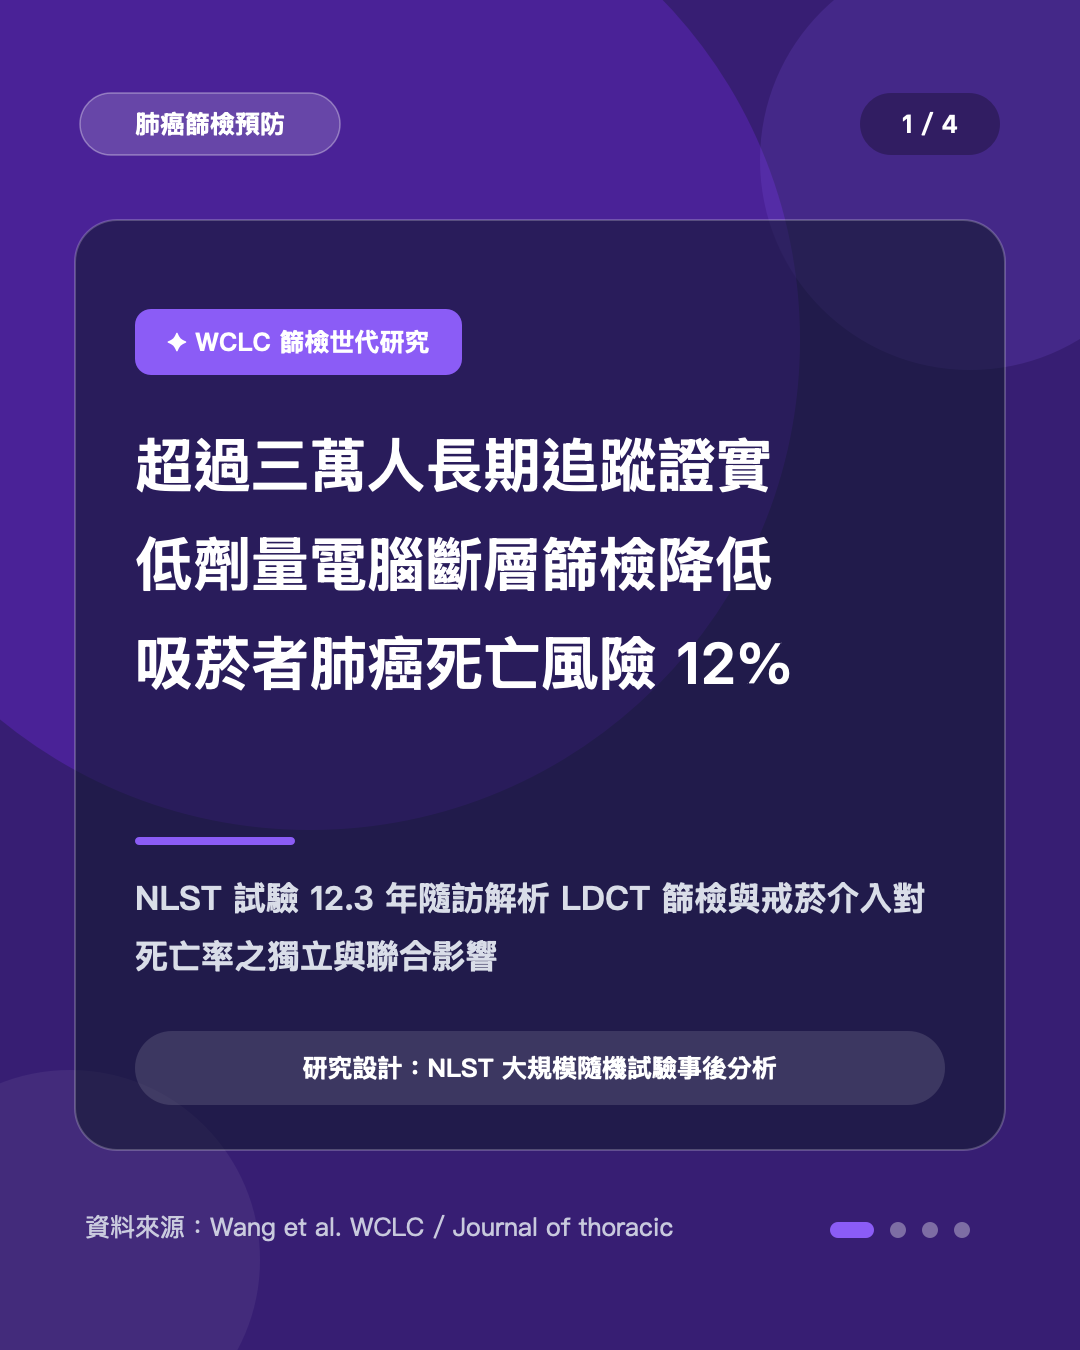 肺癌篩檢預防
1 / 4
✦ WCLC 篩檢世代研究
超過三萬人長期追蹤證實
低劑量電腦斷層篩檢降低
吸菸者肺癌死亡風險 12%
NLST 試驗 12.3 年隨訪解析 LDCT 篩檢與戒菸介入對
死亡率之獨立與聯合影響
研究設計：NLST 大規模隨機試驗事後分析
資料來源：Wang et al. WCLC / Journal of thoracic